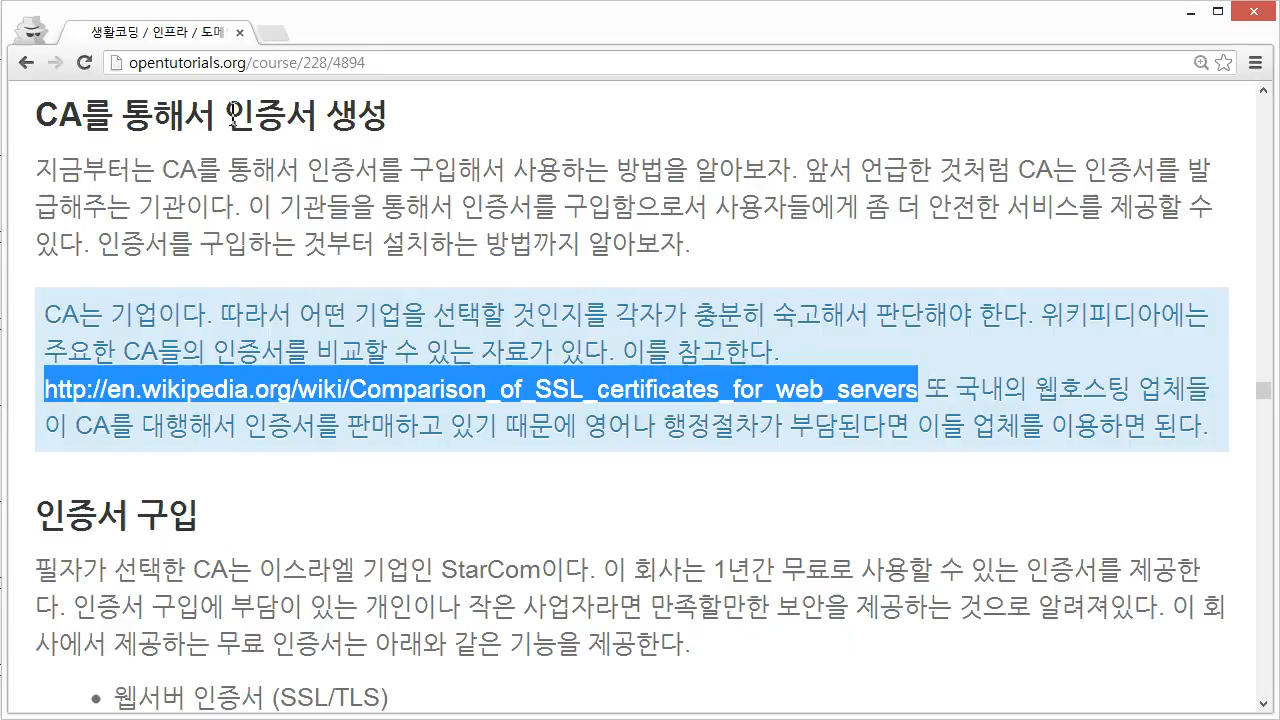 생활코딩 / 인프라 / 도메
opentutorials.org/course/228/4894
CA를 통해서 인증서 생성
지금부터는 CA를 통해서 인증서를 구입해서 사용하는 방법을 알아보자. 앞서 언급한 것처럼 CA는 인증서를 발
급해주는 기관이다. 이 기관들을 통해서 인증서를 구입함으로서 사용자들에게 좀 더 안전한 서비스를 제공할 수
있다. 인증서를 구입하는 것부터 설치하는 방법까지 알아보자.
CA는 기업이다. 따라서 어떤 기업을 선택할 것인지를 각자가 충분히 숙고해서 판단해야 한다. 위키피디아에는
주요한 CA들의 인증서를 비교할 수 있는 자료가 있다. 이를 참고한다.
http://en.wikipedia.org/wiki/Comparison_of_SSL_certificates_for_web_servers 또 국내의 웹호스팅 업체들
이 CA를 대행해서 인증서를 판매하고 있기 때문에 영어나 행정절차가 부담된다면 이들 업체를 이용하면 된다.
인증서 구입
필자가 선택한 CA는 이스라엘 기업인 StarCom이다. 이 회사는 1년간 무료로 사용할 수 있는 인증서를 제공한
다. 인증서 구입에 부담이 있는 개인이나 작은 사업자라면 만족할만한 보안을 제공하는 것으로 알려져있다. 이 회
사에서 제공하는 무료 인증서는 아래와 같은 기능을 제공한다.
• 웹서버 인증서 (SSL/TLS)